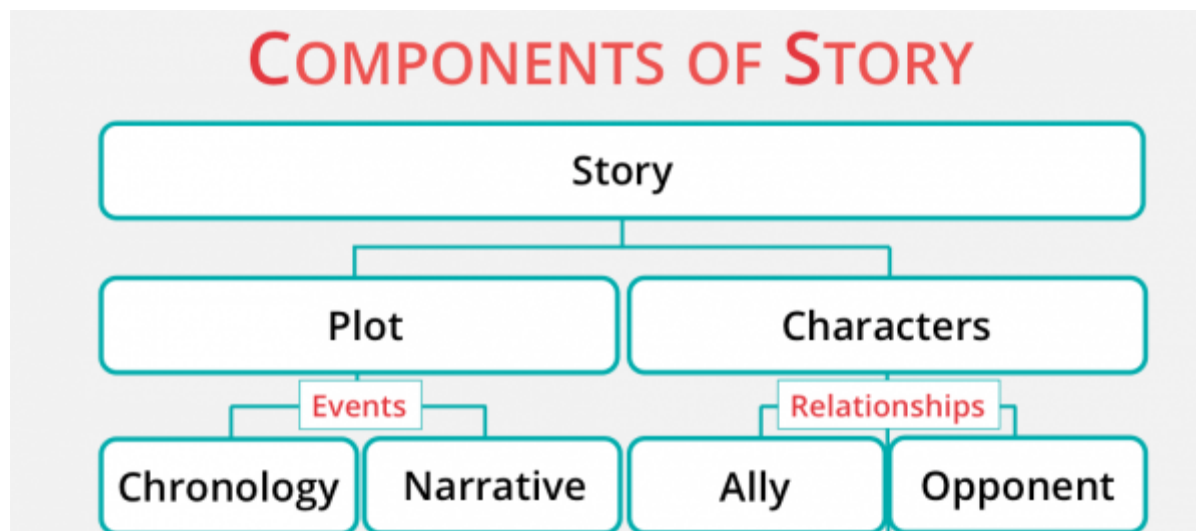 COMPONENTS OF STORY
Story
Plot Characters
Events Relationships
Chronology Narrative Ally Opponent